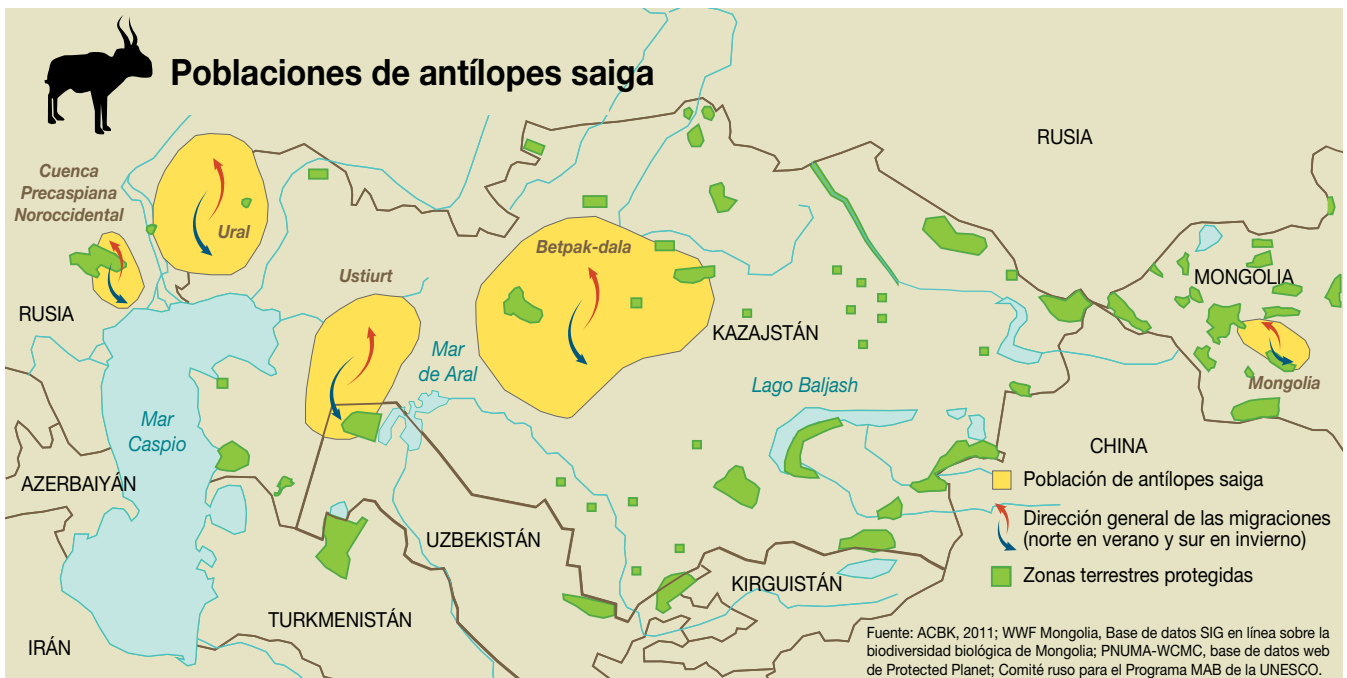 Poblaciones de antílopes saiga
RUSIA
Cuenca
Precaspiana
Noroccidental
Ural
Betpak-dala
Ustiurt
MONGOLIA
RUSIA
KAZAJSTÁN
Mar
de Aral
Lago Baljash
Mongolia
Mar
Caspio
CHINA
AZERBAIYÁN
Población de antílopes saiga
Dirección general de las migraciones
(norte en verano y sur en invierno)
UZBEKISTÁN
Zonas terrestres protegidas
KIRGUISTÁN
TURKMENISTÁN
IRÁN
Fuente: ACBK, 2011; WWF Mongolia, Base de datos SIG en línea sobre la
biodiversidad biológica de Mongolia; PNUMA-WCMC, base de datos web
de Protected Planet; Comité ruso para el Programa MAB de la UNESCO.